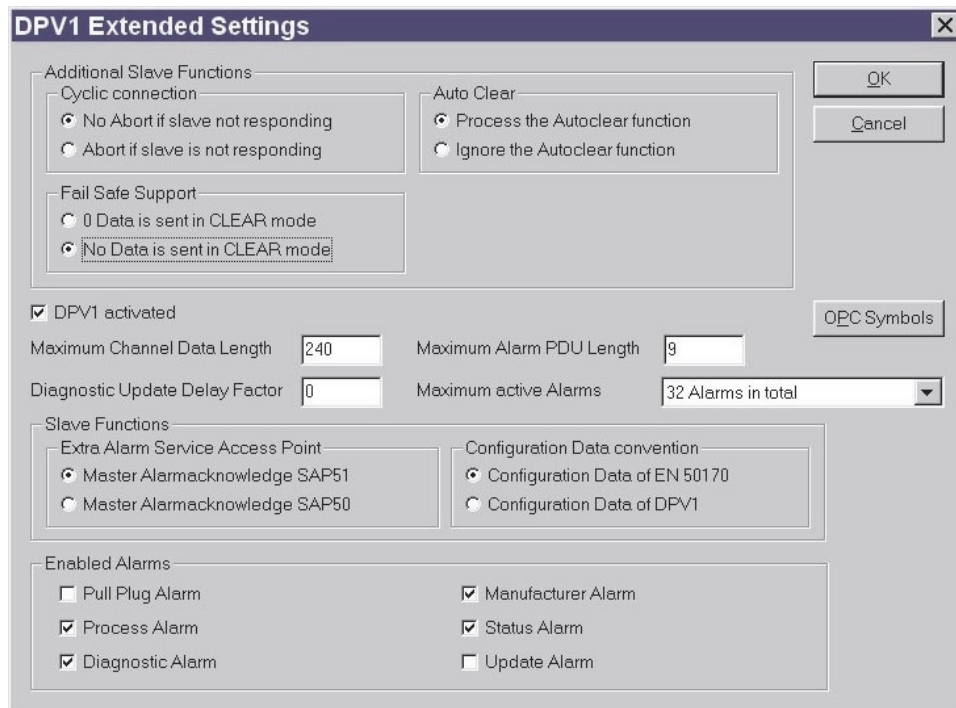 DPV1 Extended Settings
Additional Slave Functions
Cyclic connection
No Abort if slave not responding
Abort if slave is not responding
Auto Clear
Process the Autoclear function
Ignore the Autoclear function
OK
Cancel
Fail Safe Support
0 Data is sent in CLEAR mode
No Data is sent in CLEAR mode
DPV1 activated
OPC Symbols
Maximum Channel Data Length 240 Maximum Alarm PDU Length 9
Diagnostic Update Delay Factor 0 Maximum active Alarms 32 Alarms in total
Slave Functions
Extra Alarm Service Access Point
Master Alarmacknowledge SAP51
Master Alarmacknowledge SAP50
Configuration Data convention
Configuration Data of EN 50170
Configuration Data of DPV1
Enabled Alarms
Pull Plug Alarm
Process Alarm
Diagnostic Alarm
Manufacturer Alarm
Status Alarm
Update Alarm